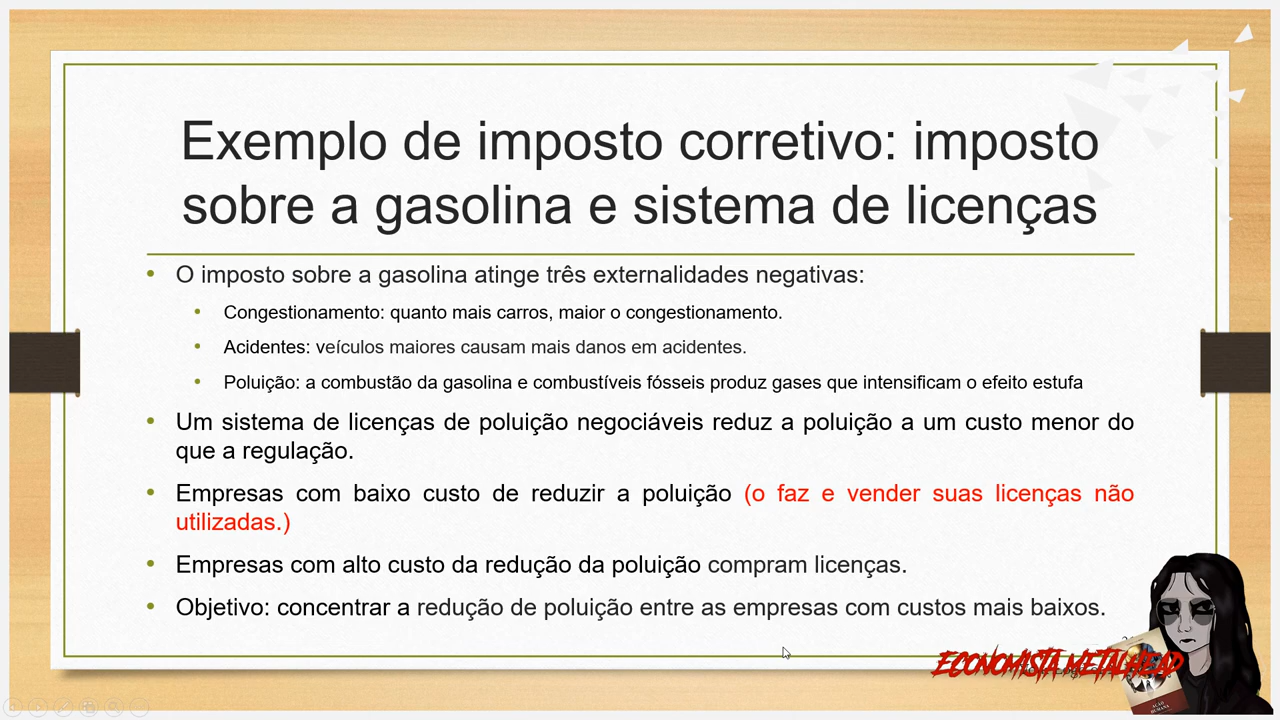 Exemplo de imposto corretivo: imposto
sobre a gasolina e sistema de licenças
• O imposto sobre a gasolina atinge três externalidades negativas:
• Congestionamento: quanto mais carros, maior o congestionamento.
• Acidentes: veículos maiores causam mais danos em acidentes.
• Poluição: a combustão da gasolina e combustíveis fósseis produz gases que intensificam o efeito estufa
• Um sistema de licenças de poluição negociáveis reduz a poluição a um custo menor do
que a regulação.
• Empresas com baixo custo de reduzir a poluição (o faz e vender suas licenças não
utilizadas.)
• Empresas com alto custo da redução da poluição compram licenças.
• Objetivo: concentrar a redução de poluição entre as empresas com custos mais baixos.
ECONOMISTA METALHEAD
AÇÃO
HUMANA